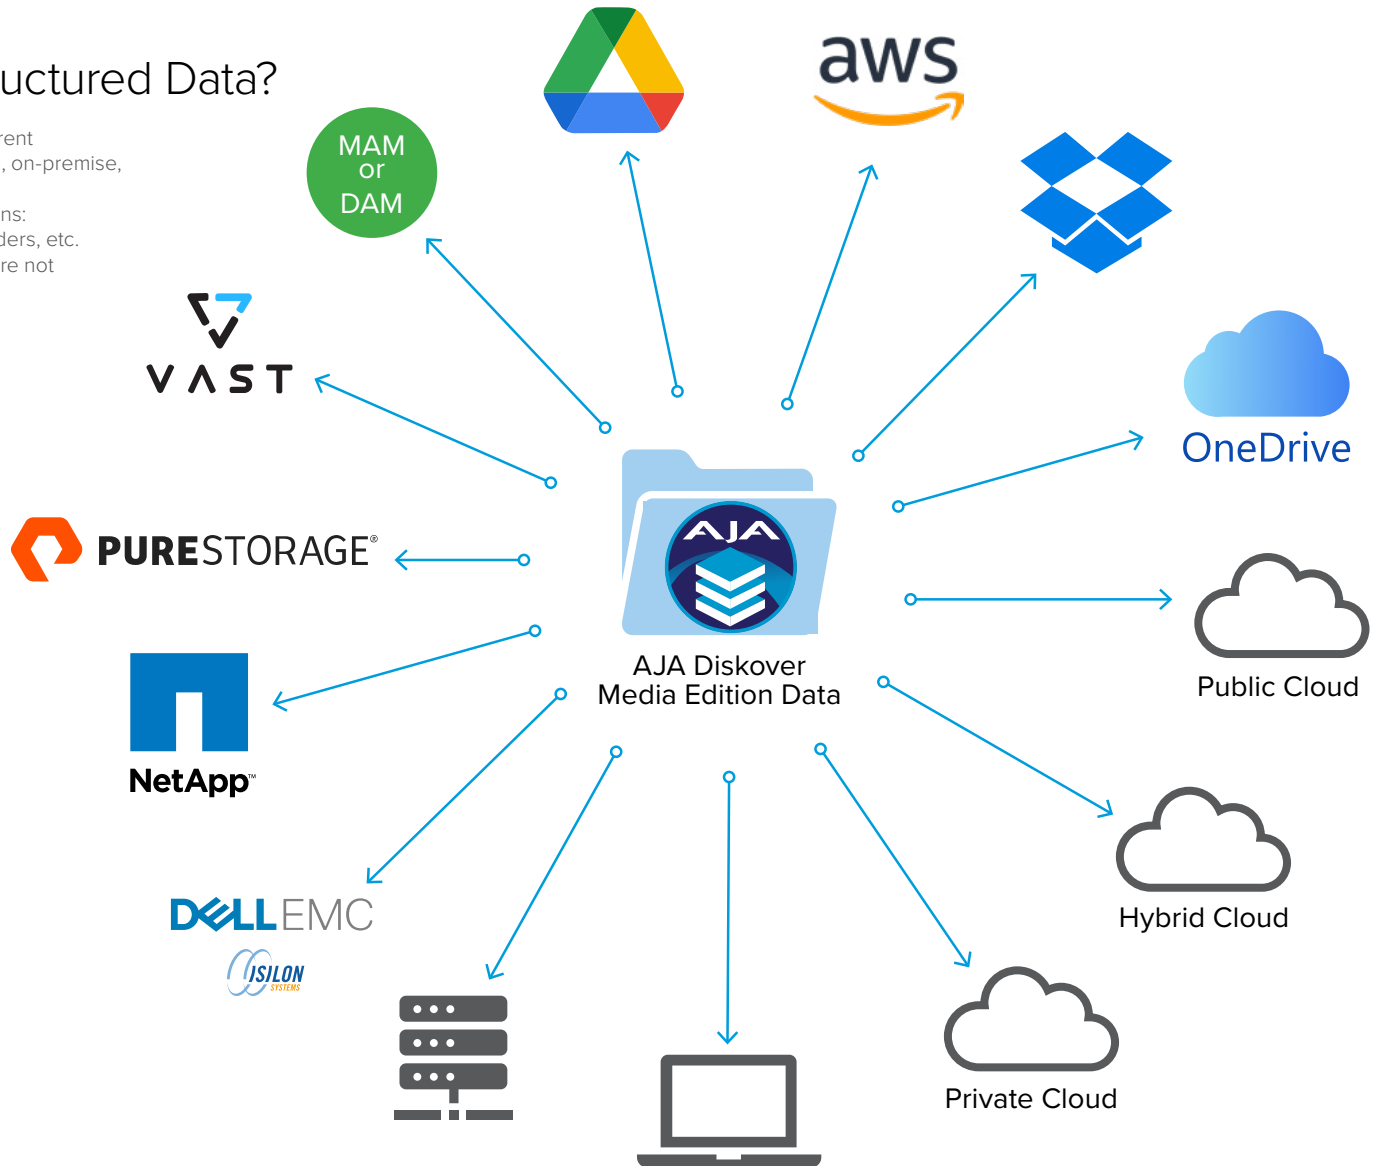 uctured Data?
rent
, on-premise,
ns:
ders, etc.
re not
MAM
or
DAM
aws
VAST
OneDrive
PURESTORAGE®
AJA
AJA Diskover
Media Edition Data
Public Cloud
NetApp™
Hybrid Cloud
DELLEMC
ISILON
SYSTEMS
Private Cloud